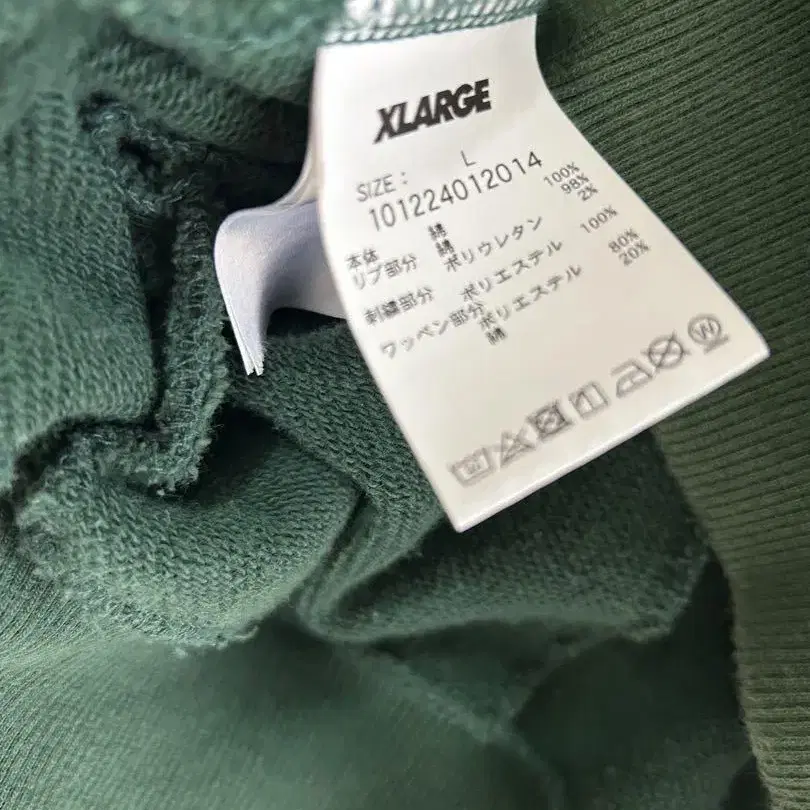 XLARGE
SIZE: L
101224012014
本体 綿 100%
リブ部分 綿 98%
ポリウレタン 2%
刺繍部分 ポリエステル 100%
ワッペン部分 ポリエステル 80%
綿 20%